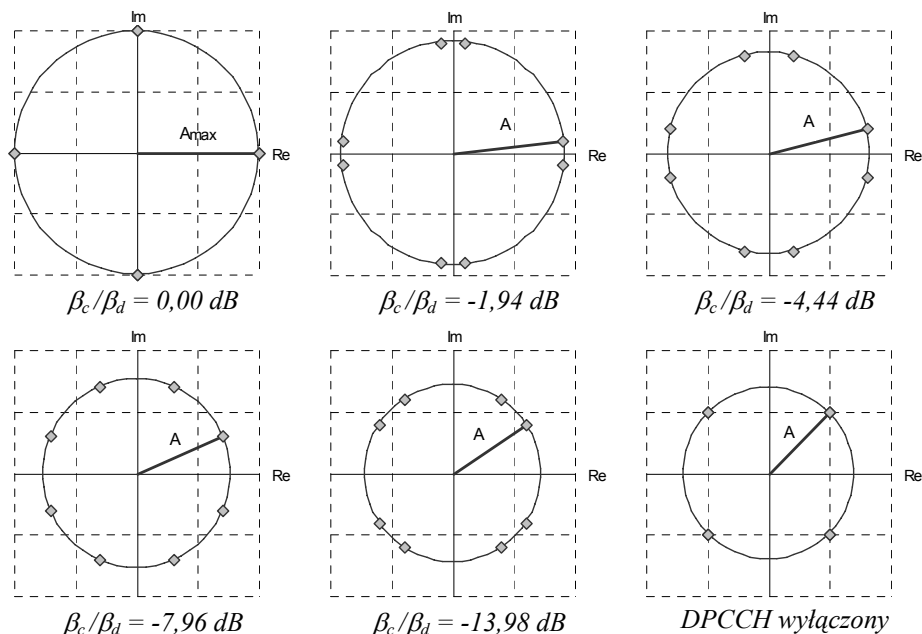 Im Im Im
Amax A A
Re Re Re
βc/βd = 0,00 dB βc/βd = -1,94 dB βc/βd = -4,44 dB
Im Im Im
A A A
Re Re Re
βc/βd = -7,96 dB βc/βd = -13,98 dB DPCCH wyłączony